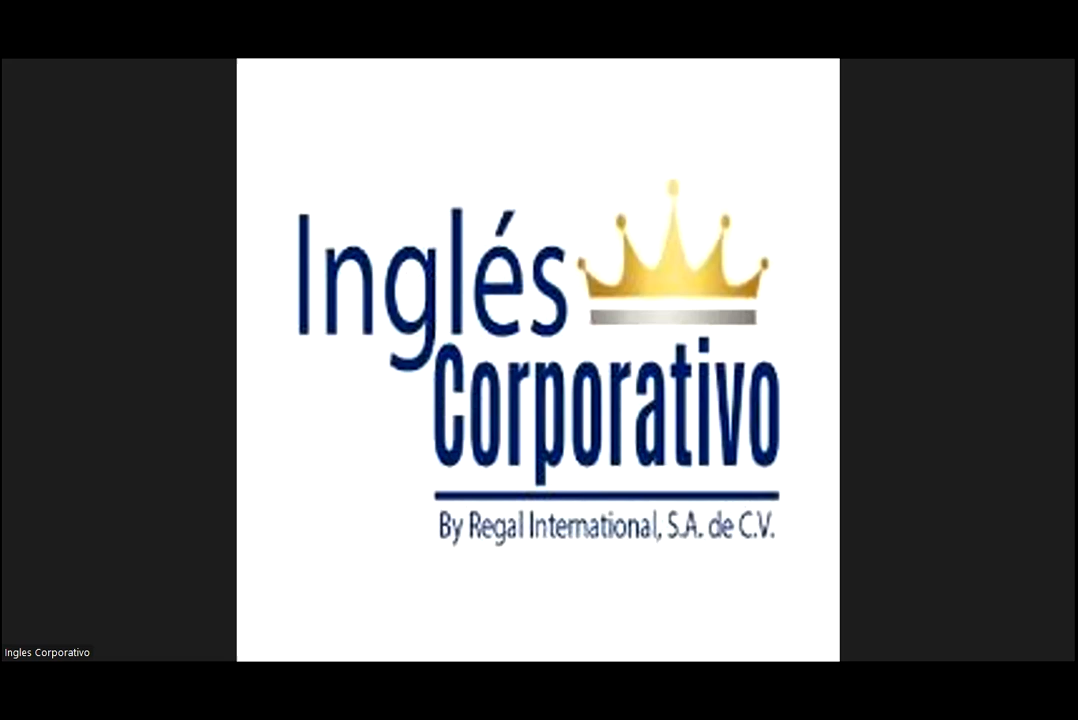 Inglés
Corporativo
By Regal International, S.A. de C.V.
Ingles Corporativo